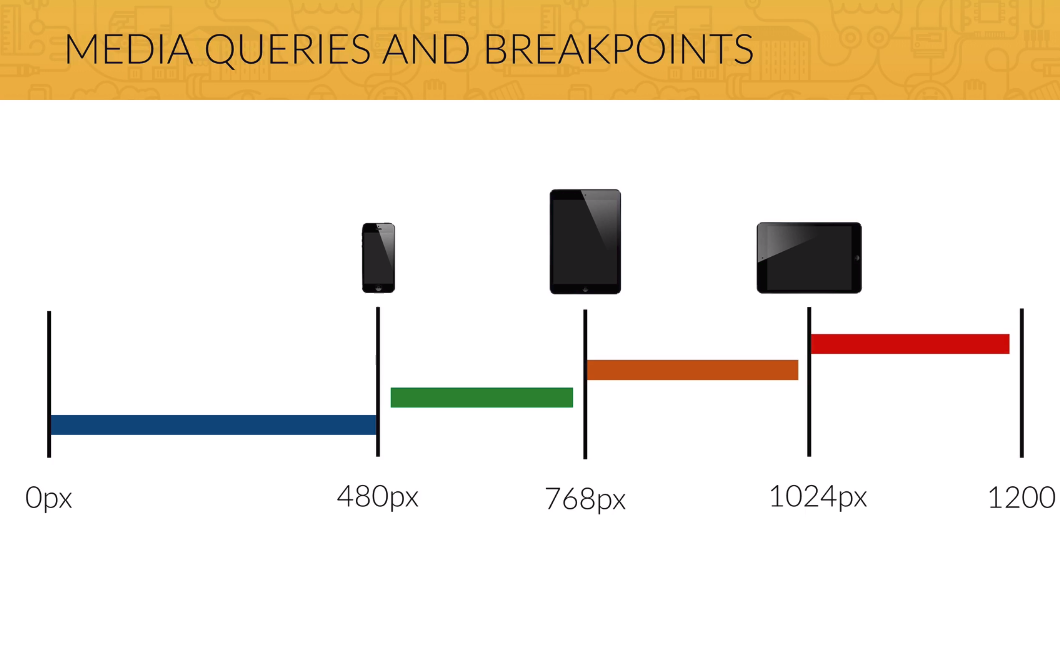 MEDIA QUERIES AND BREAKPOINTS
0px
480px
768px
1024px
1200